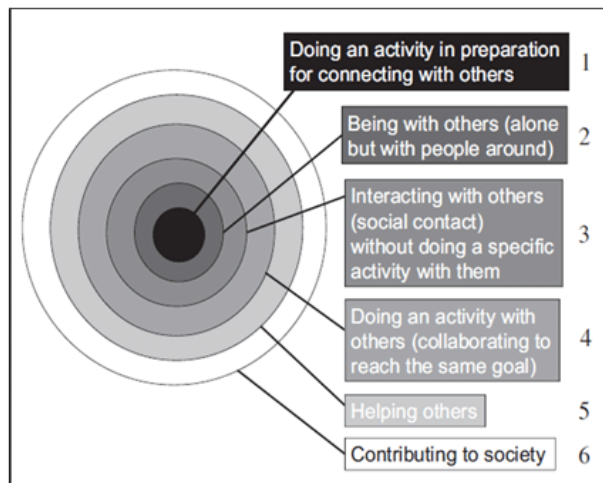 Doing an activity in preparation
for connecting with others
1
Being with others (alone
but with people around)
2
Interacting with others
(social contact)
without doing a specific
activity with them
3
Doing an activity with
others (collaborating to
reach the same goal)
4
Helping others
5
Contributing to society
6